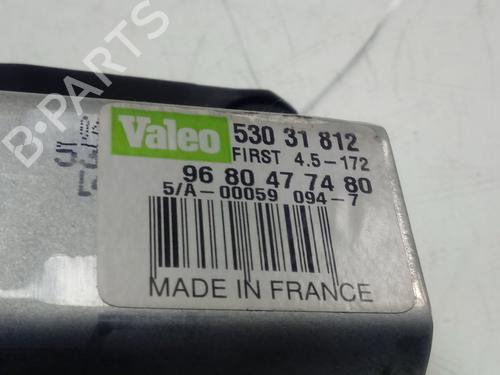 B-PARTS
Valeo
530 31 812
FIRST 4.5-172
96 80 47 74 80
5/A-00059 094-7
MADE IN FRANCE